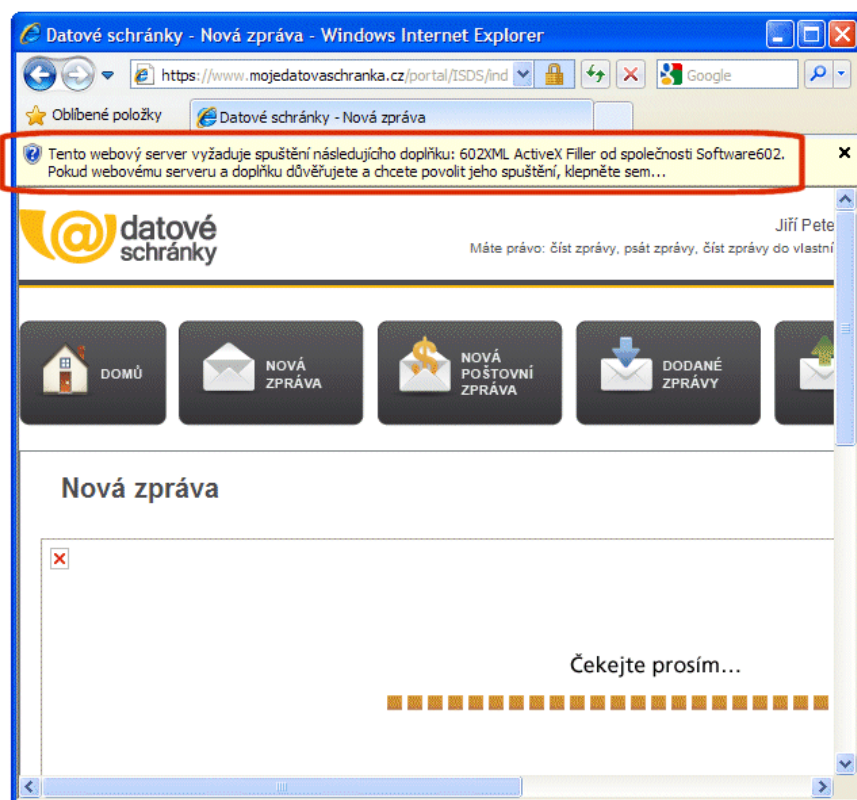 Datové schránky - Nová zpráva - Windows Internet Explorer
https://www.mojedatovaschranka.cz/portal/ISDS/ind
Google
Oblíbené položky
Datové schránky - Nová zpráva
Tento webový server vyžaduje spuštění následujícího doplňku: 602XML ActiveX Filler od společnosti Software602.
Pokud webovému serveru a doplňku důvěřujete a chcete povolit jeho spuštění, klepněte sem...
datové
schránky
Jiří Pete
Máte právo: číst zprávy, psát zprávy, číst zprávy do vlastní
DOMŮ
NOVÁ
ZPRÁVA
NOVÁ
POŠTOVNÍ
ZPRÁVA
DODANÉ
ZPRÁVY
Nová zpráva
Čekejte prosím...